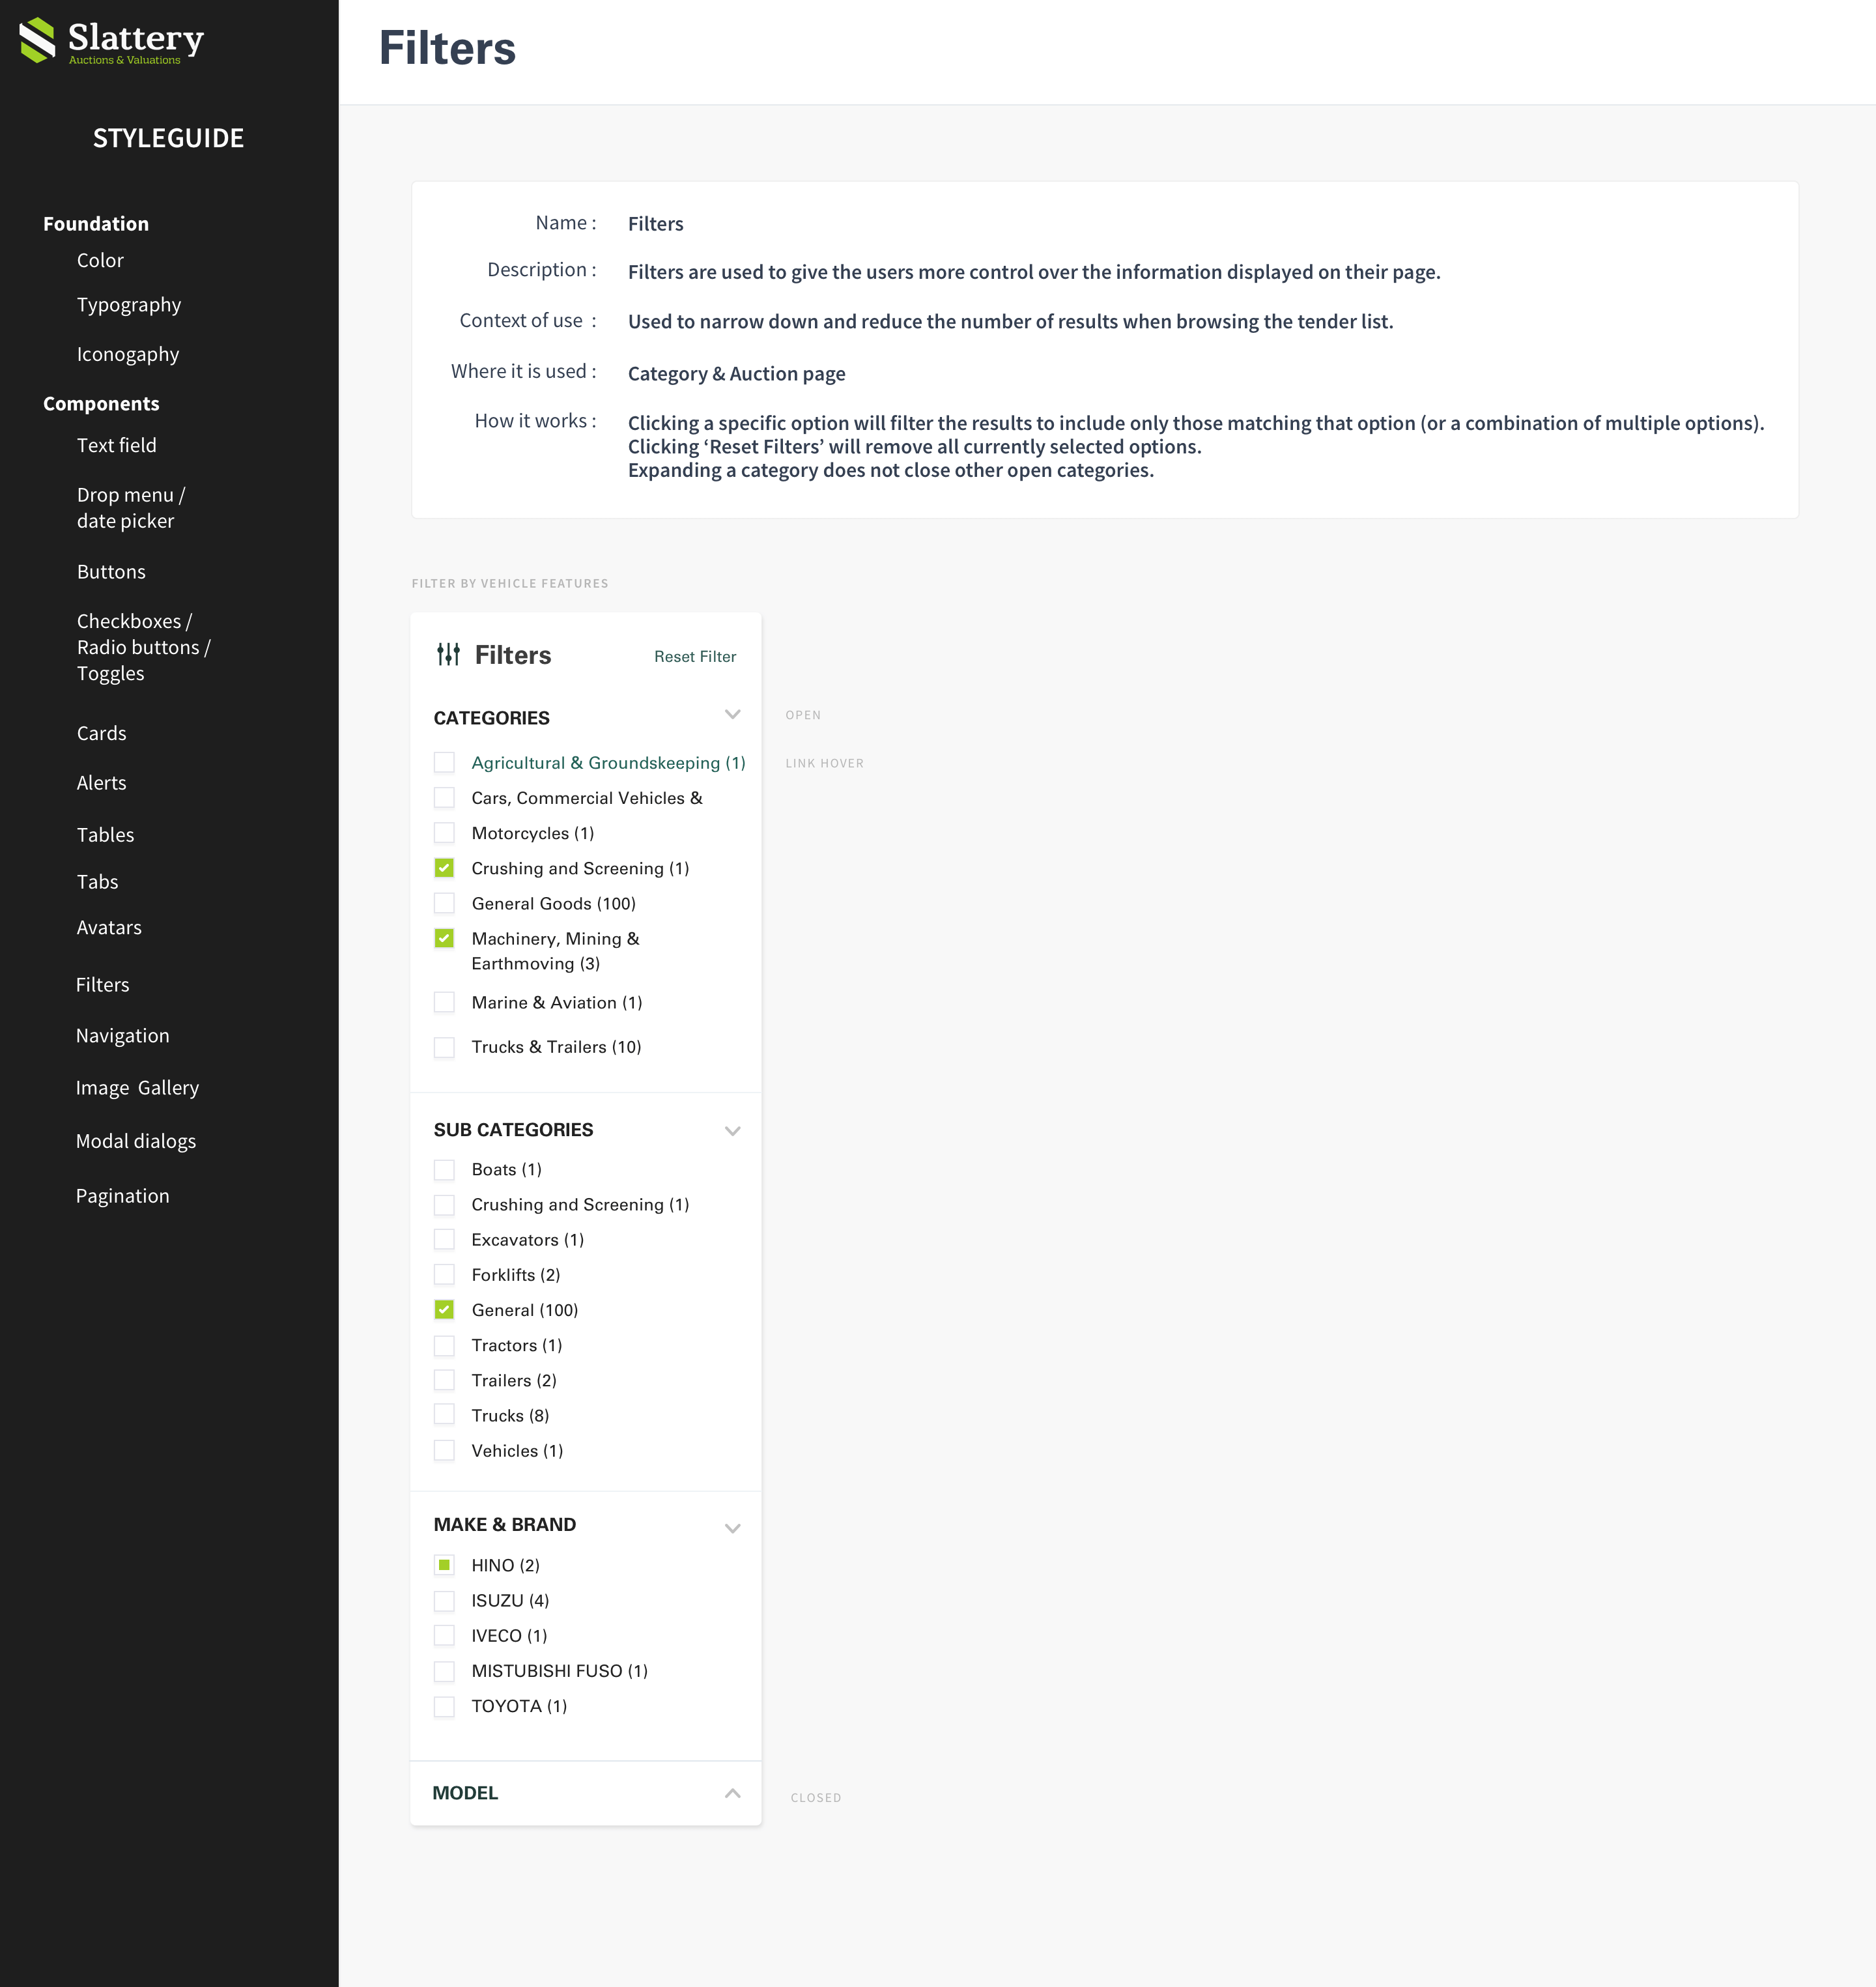 Slattery
Auctions & Valuations
STYLEGUIDE
Foundation
Color
Typography
Iconogaphy
Components
Text field
Drop menu /
date picker
Buttons
Checkboxes /
Radio buttons /
Toggles
Cards
Alerts
Tables
Tabs
Avatars
Filters
Navigation
Image  Gallery
Modal dialogs
Pagination
Filters
Name : Filters
Description : Filters are used to give the users more control over the information displayed on their page.
Context of use : Used to narrow down and reduce the number of results when browsing the tender list.
Where it is used : Category & Auction page
How it works : Clicking a specific option will filter the results to include only those matching that option (or a combination of multiple options).
Clicking ‘Reset Filters’ will remove all currently selected options.
Expanding a category does not close other open categories.
FILTER BY VEHICLE FEATURES
Filters Reset Filter
CATEGORIES OPEN
Agricultural & Groundskeeping (1) LINK HOVER
Cars, Commercial Vehicles &
Motorcycles (1)
Crushing and Screening (1)
General Goods (100)
Machinery, Mining &
Earthmoving (3)
Marine & Aviation (1)
Trucks & Trailers (10)
SUB CATEGORIES
Boats (1)
Crushing and Screening (1)
Excavators (1)
Forklifts (2)
General (100)
Tractors (1)
Trailers (2)
Trucks (8)
Vehicles (1)
MAKE & BRAND
HINO (2)
ISUZU (4)
IVECO (1)
MISTUBISHI FUSO (1)
TOYOTA (1)
MODEL CLOSED